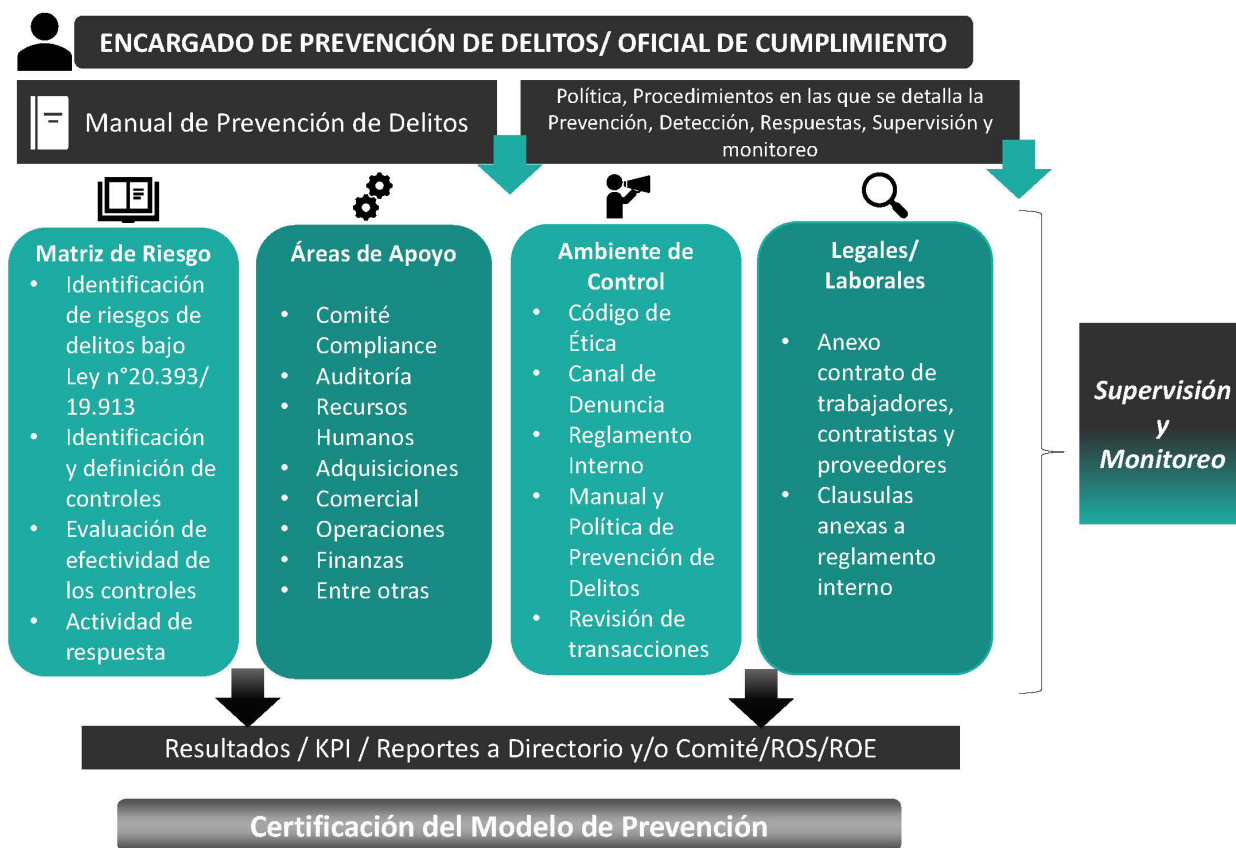 ENCARGADO DE PREVENCIÓN DE DELITOS/ OFICIAL DE CUMPLIMIENTO
Manual de Prevención de Delitos
Política, Procedimientos en las que se detalla la
Prevención, Detección, Respuestas, Supervisión y
monitoreo
Matriz de Riesgo
• Identificación
de riesgos de
delitos bajo
Ley n°20.393/
19.913
• Identificación
y definición de
controles
• Evaluación de
efectividad de
los controles
• Actividad de
respuesta
Áreas de Apoyo
• Comité
Compliance
• Auditoría
• Recursos
Humanos
• Adquisiciones
• Comercial
• Operaciones
• Finanzas
• Entre otras
Ambiente de
Control
• Código de
Ética
• Canal de
Denuncia
• Reglamento
Interno
• Manual y
Política de
Prevención de
Delitos
• Revisión de
transacciones
Legales/
Laborales
• Anexo
contrato de
trabajadores,
contratistas y
proveedores
• Clausulas
anexas a
reglamento
interno
Supervisión
y
Monitoreo
Resultados / KPI / Reportes a Directorio y/o Comité/ROS/ROE
Certificación del Modelo de Prevención